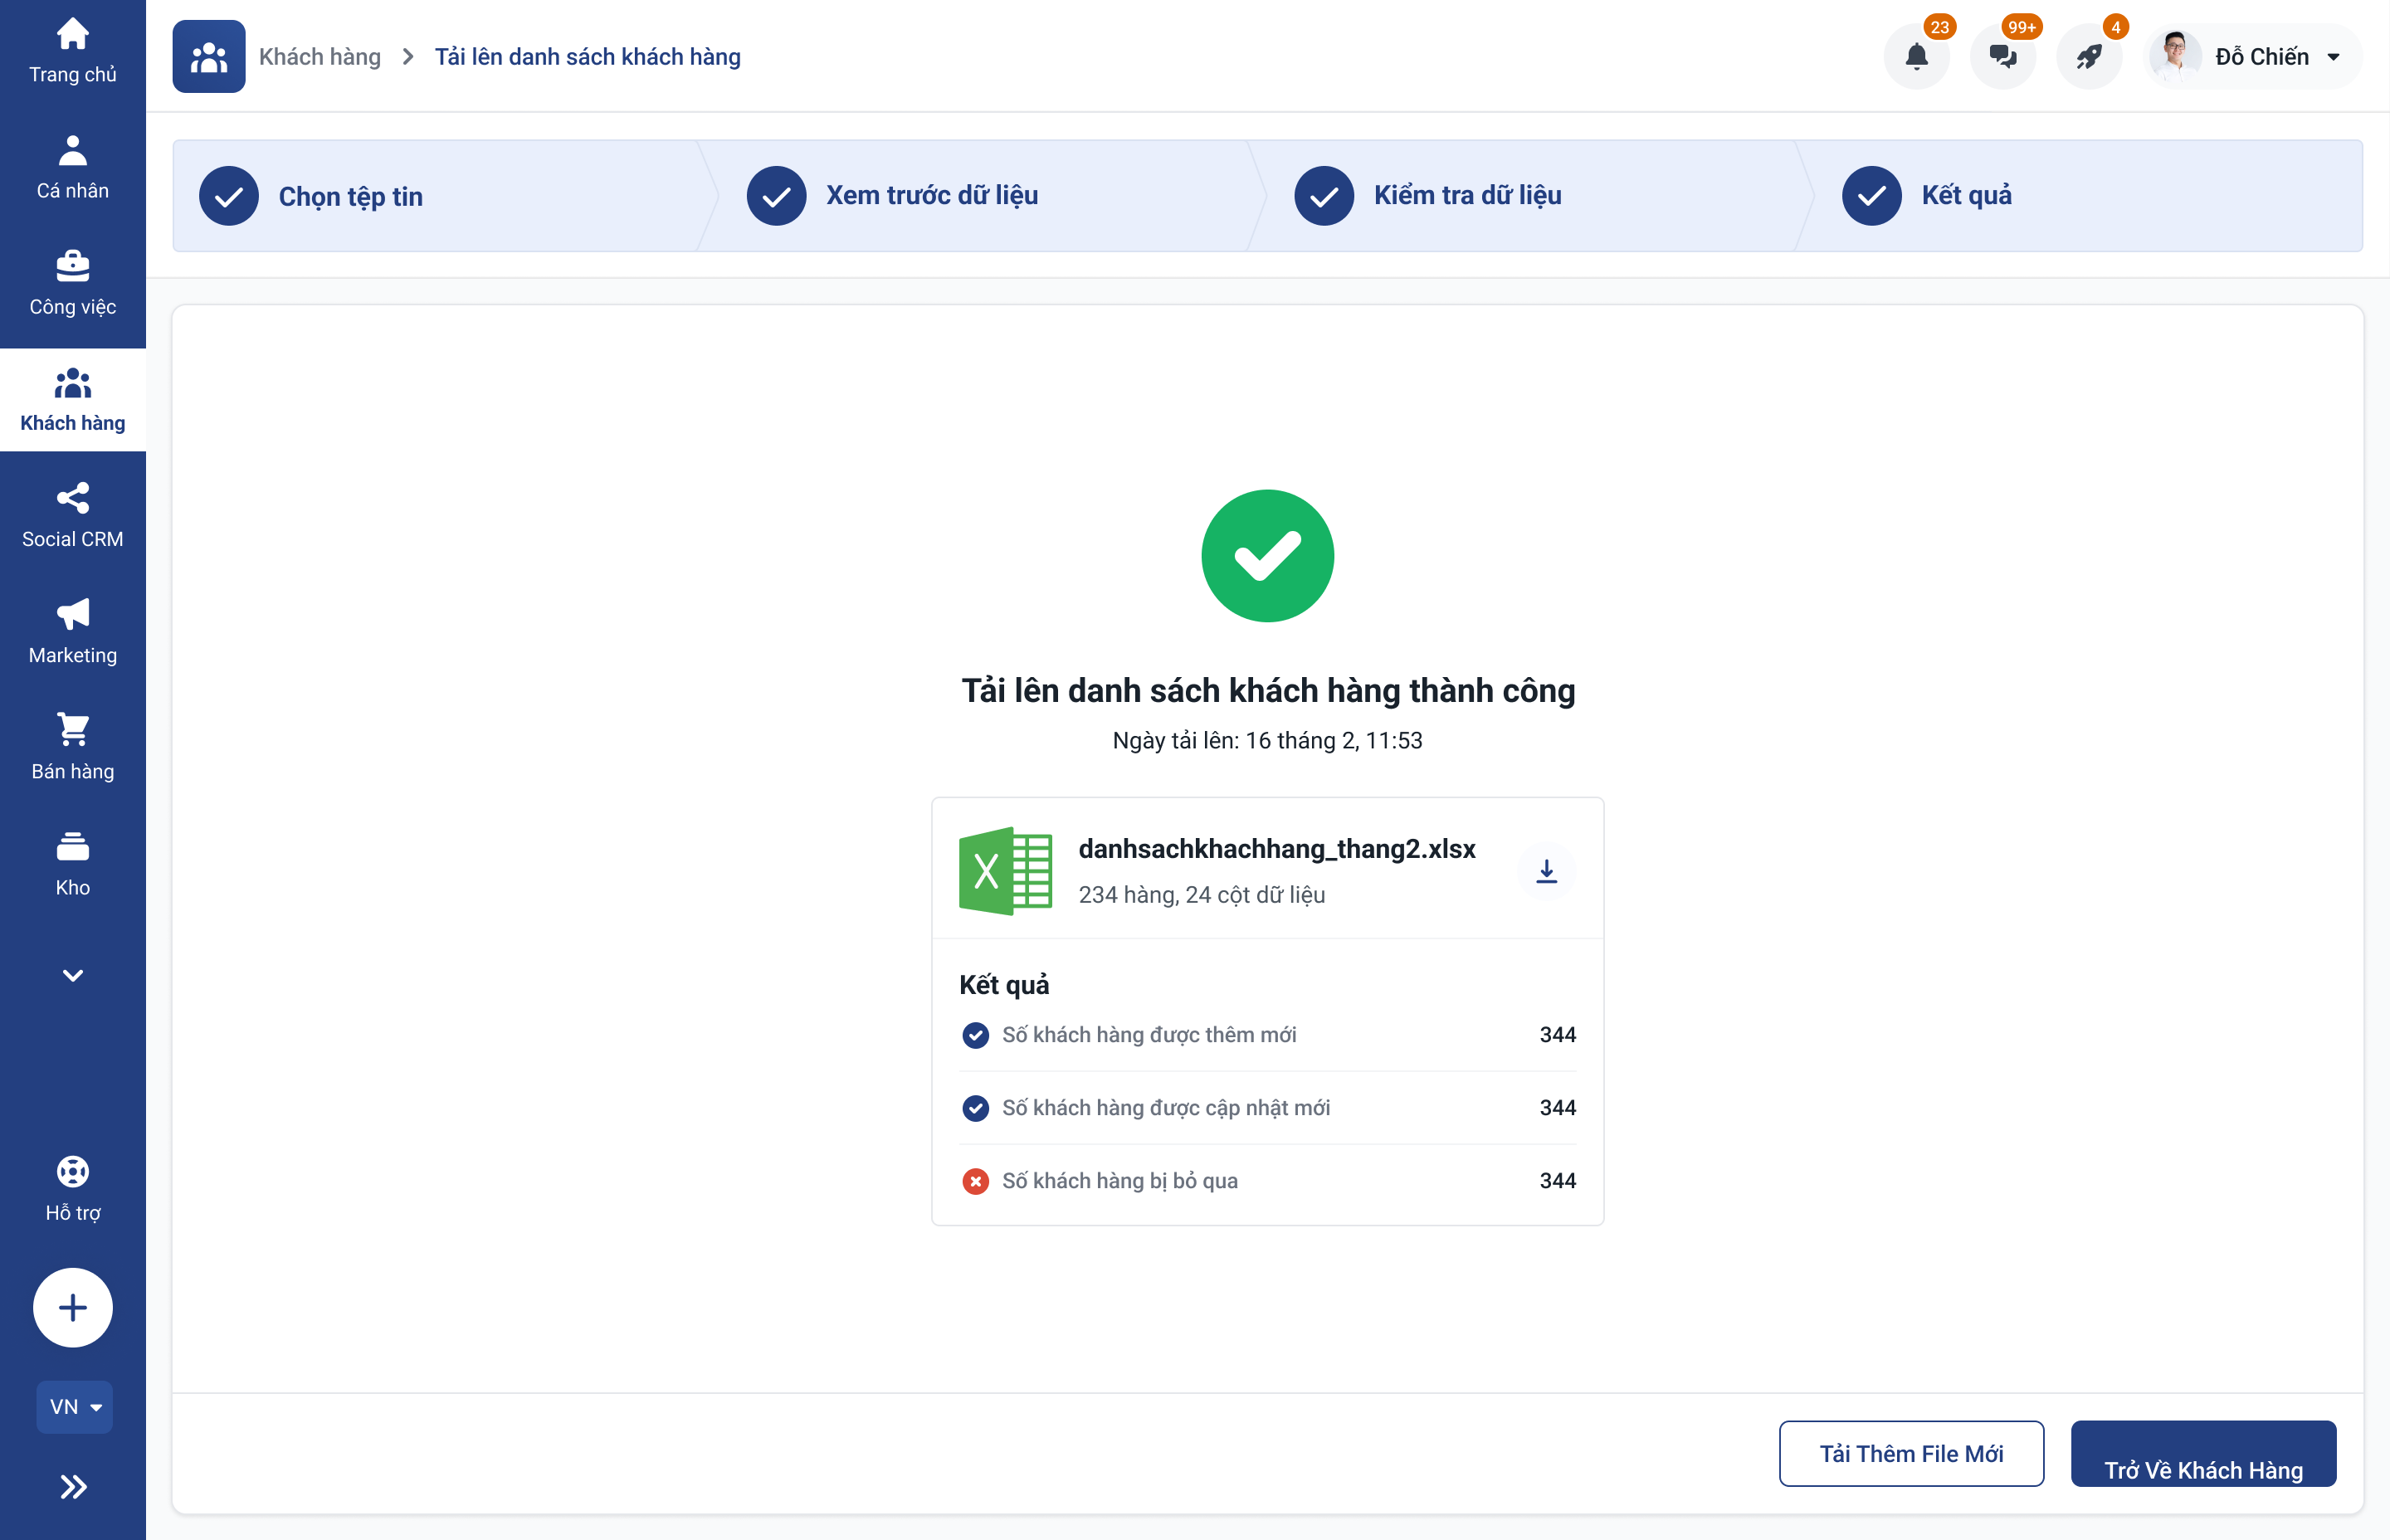 Trang chủ
Cá nhân
Công việc
Khách hàng
Social CRM
Marketing
Bán hàng
Kho
Hỗ trợ
VN
Khách hàng
Tải lên danh sách khách hàng
23
99+
4
Đỗ Chiến
Chọn tệp tin
Xem trước dữ liệu
Kiểm tra dữ liệu
Kết quả
Tải lên danh sách khách hàng thành công
Ngày tải lên: 16 tháng 2, 11:53
X
danhsachkhachhang_thang2.xlsx
234 hàng, 24 cột dữ liệu
Kết quả
Số khách hàng được thêm mới 344
Số khách hàng được cập nhật mới 344
Số khách hàng bị bỏ qua 344
Tải Thêm File Mới
Trở Về Khách Hàng